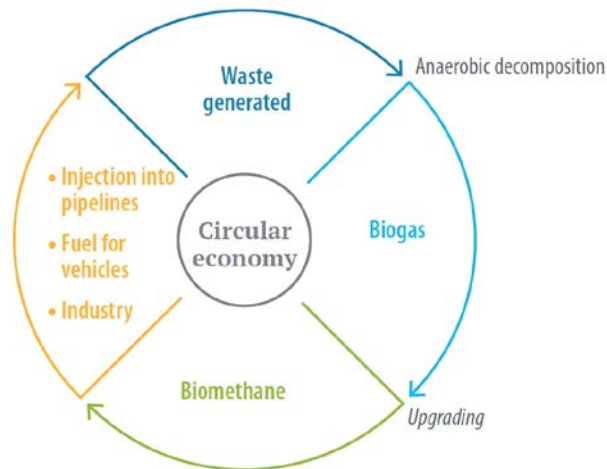 Waste
generated
Anaerobic decomposition
• Injection into
pipelines
• Fuel for
vehicles
• Industry
Circular
economy
Biogas
Biomethane
Upgrading